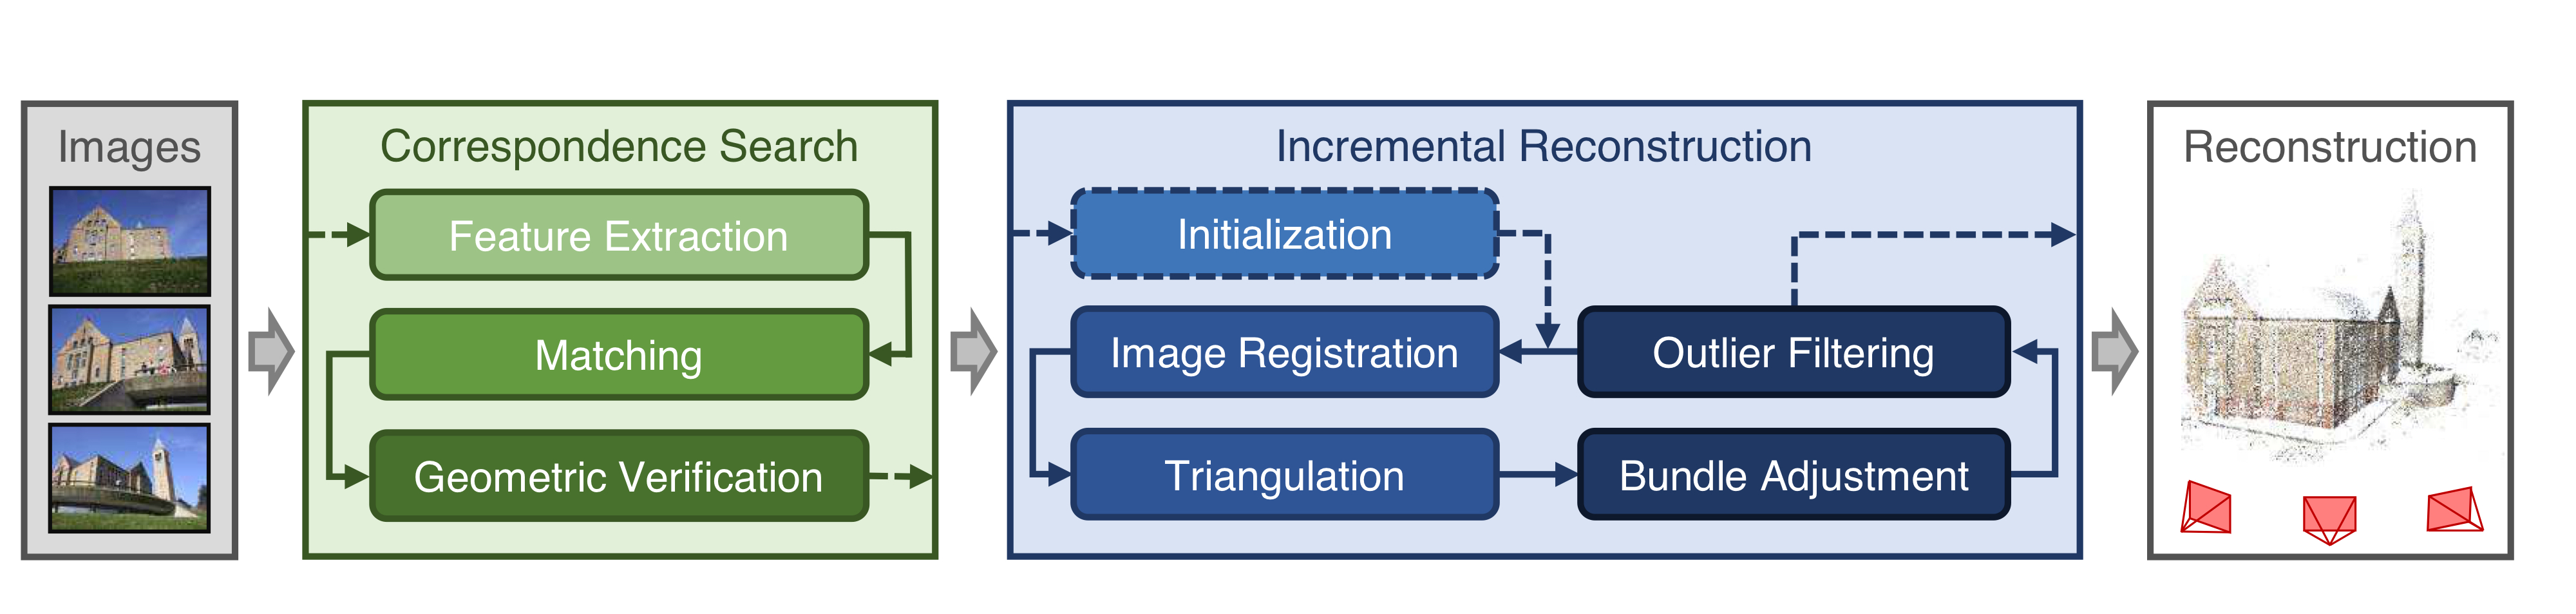 Images
Correspondence Search
Feature Extraction
Matching
Geometric Verification
Incremental Reconstruction
Initialization
Image Registration
Outlier Filtering
Triangulation
Bundle Adjustment
Reconstruction